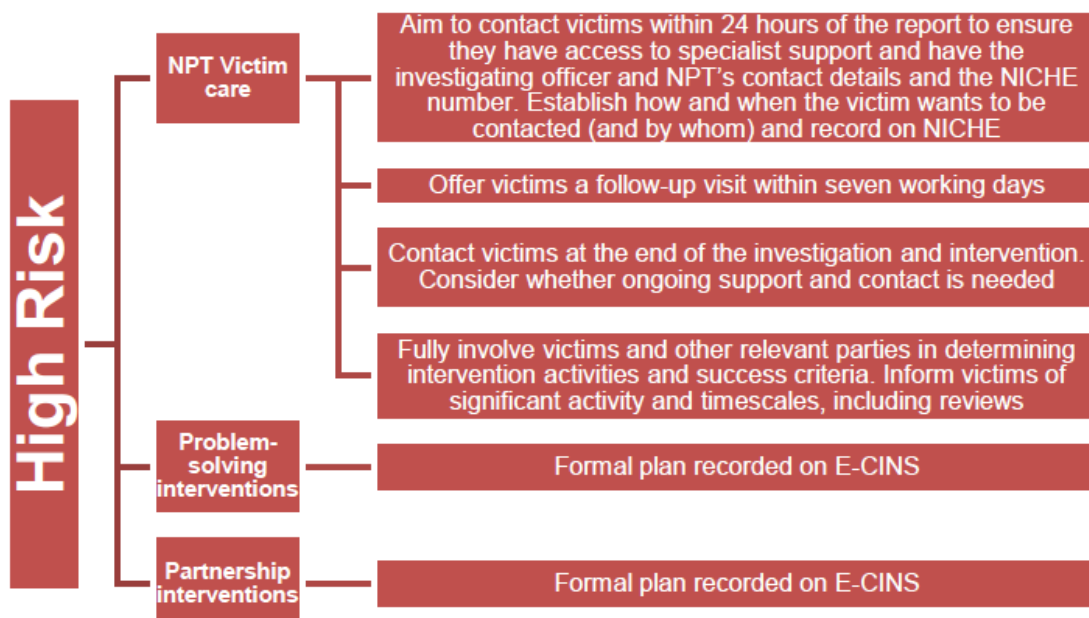 High Risk
NPT Victim
care
Aim to contact victims within 24 hours of the report to ensure
they have access to specialist support and have the
investigating officer and NPT's contact details and the NICHE
number. Establish how and when the victim wants to be
contacted (and by whom) and record on NICHE
Offer victims a follow-up visit within seven working days
Contact victims at the end of the investigation and intervention.
Consider whether ongoing support and contact is needed
Fully involve victims and other relevant parties in determining
intervention activities and success criteria. Inform victims of
significant activity and timescales, including reviews
Problem-
solving
interventions
Formal plan recorded on E-CINS
Partnership
interventions
Formal plan recorded on E-CINS